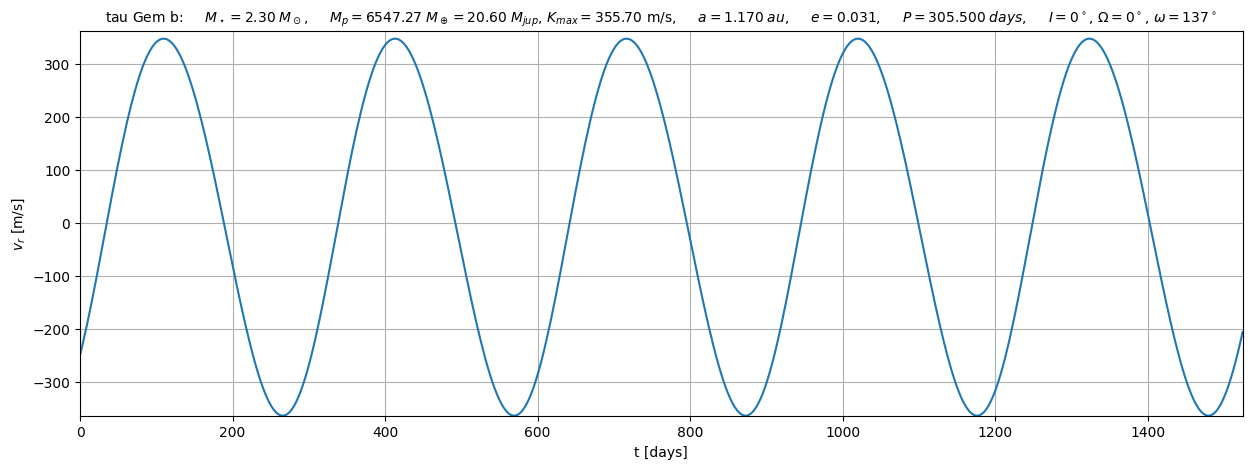 tau Gem b: M⋆ = 2.30 M⊙, Mp = 6547.27 M⊕ = 20.60 Mjup, Kmax = 355.70 m/s, a = 1.170 au, e = 0.031, P = 305.500 days, I = 0°, Ω = 0°, ω = 137°
300
200
100
0
−100
−200
−300
vr [m/s]
0 200 400 600 800 1000 1200 1400
t [days]